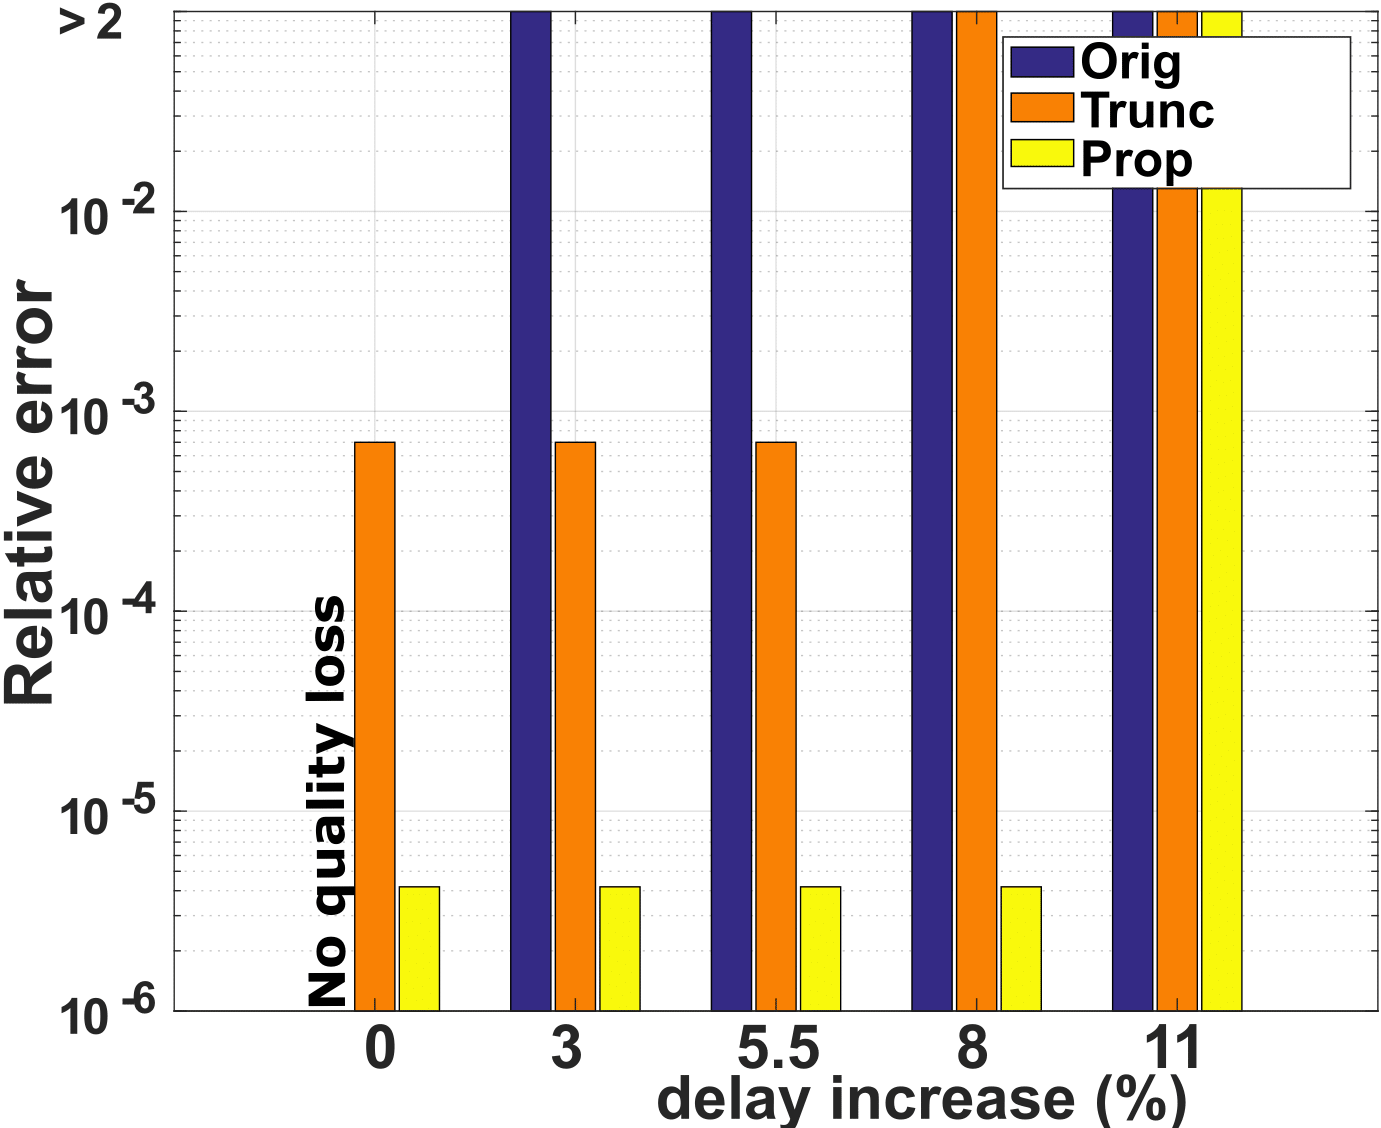 > 2
10 -2
10 -3
10 -4
10 -5
10 -6
Relative error
No quality loss
Orig
Trunc
Prop
0 3 5.5 8 11
delay increase (%)